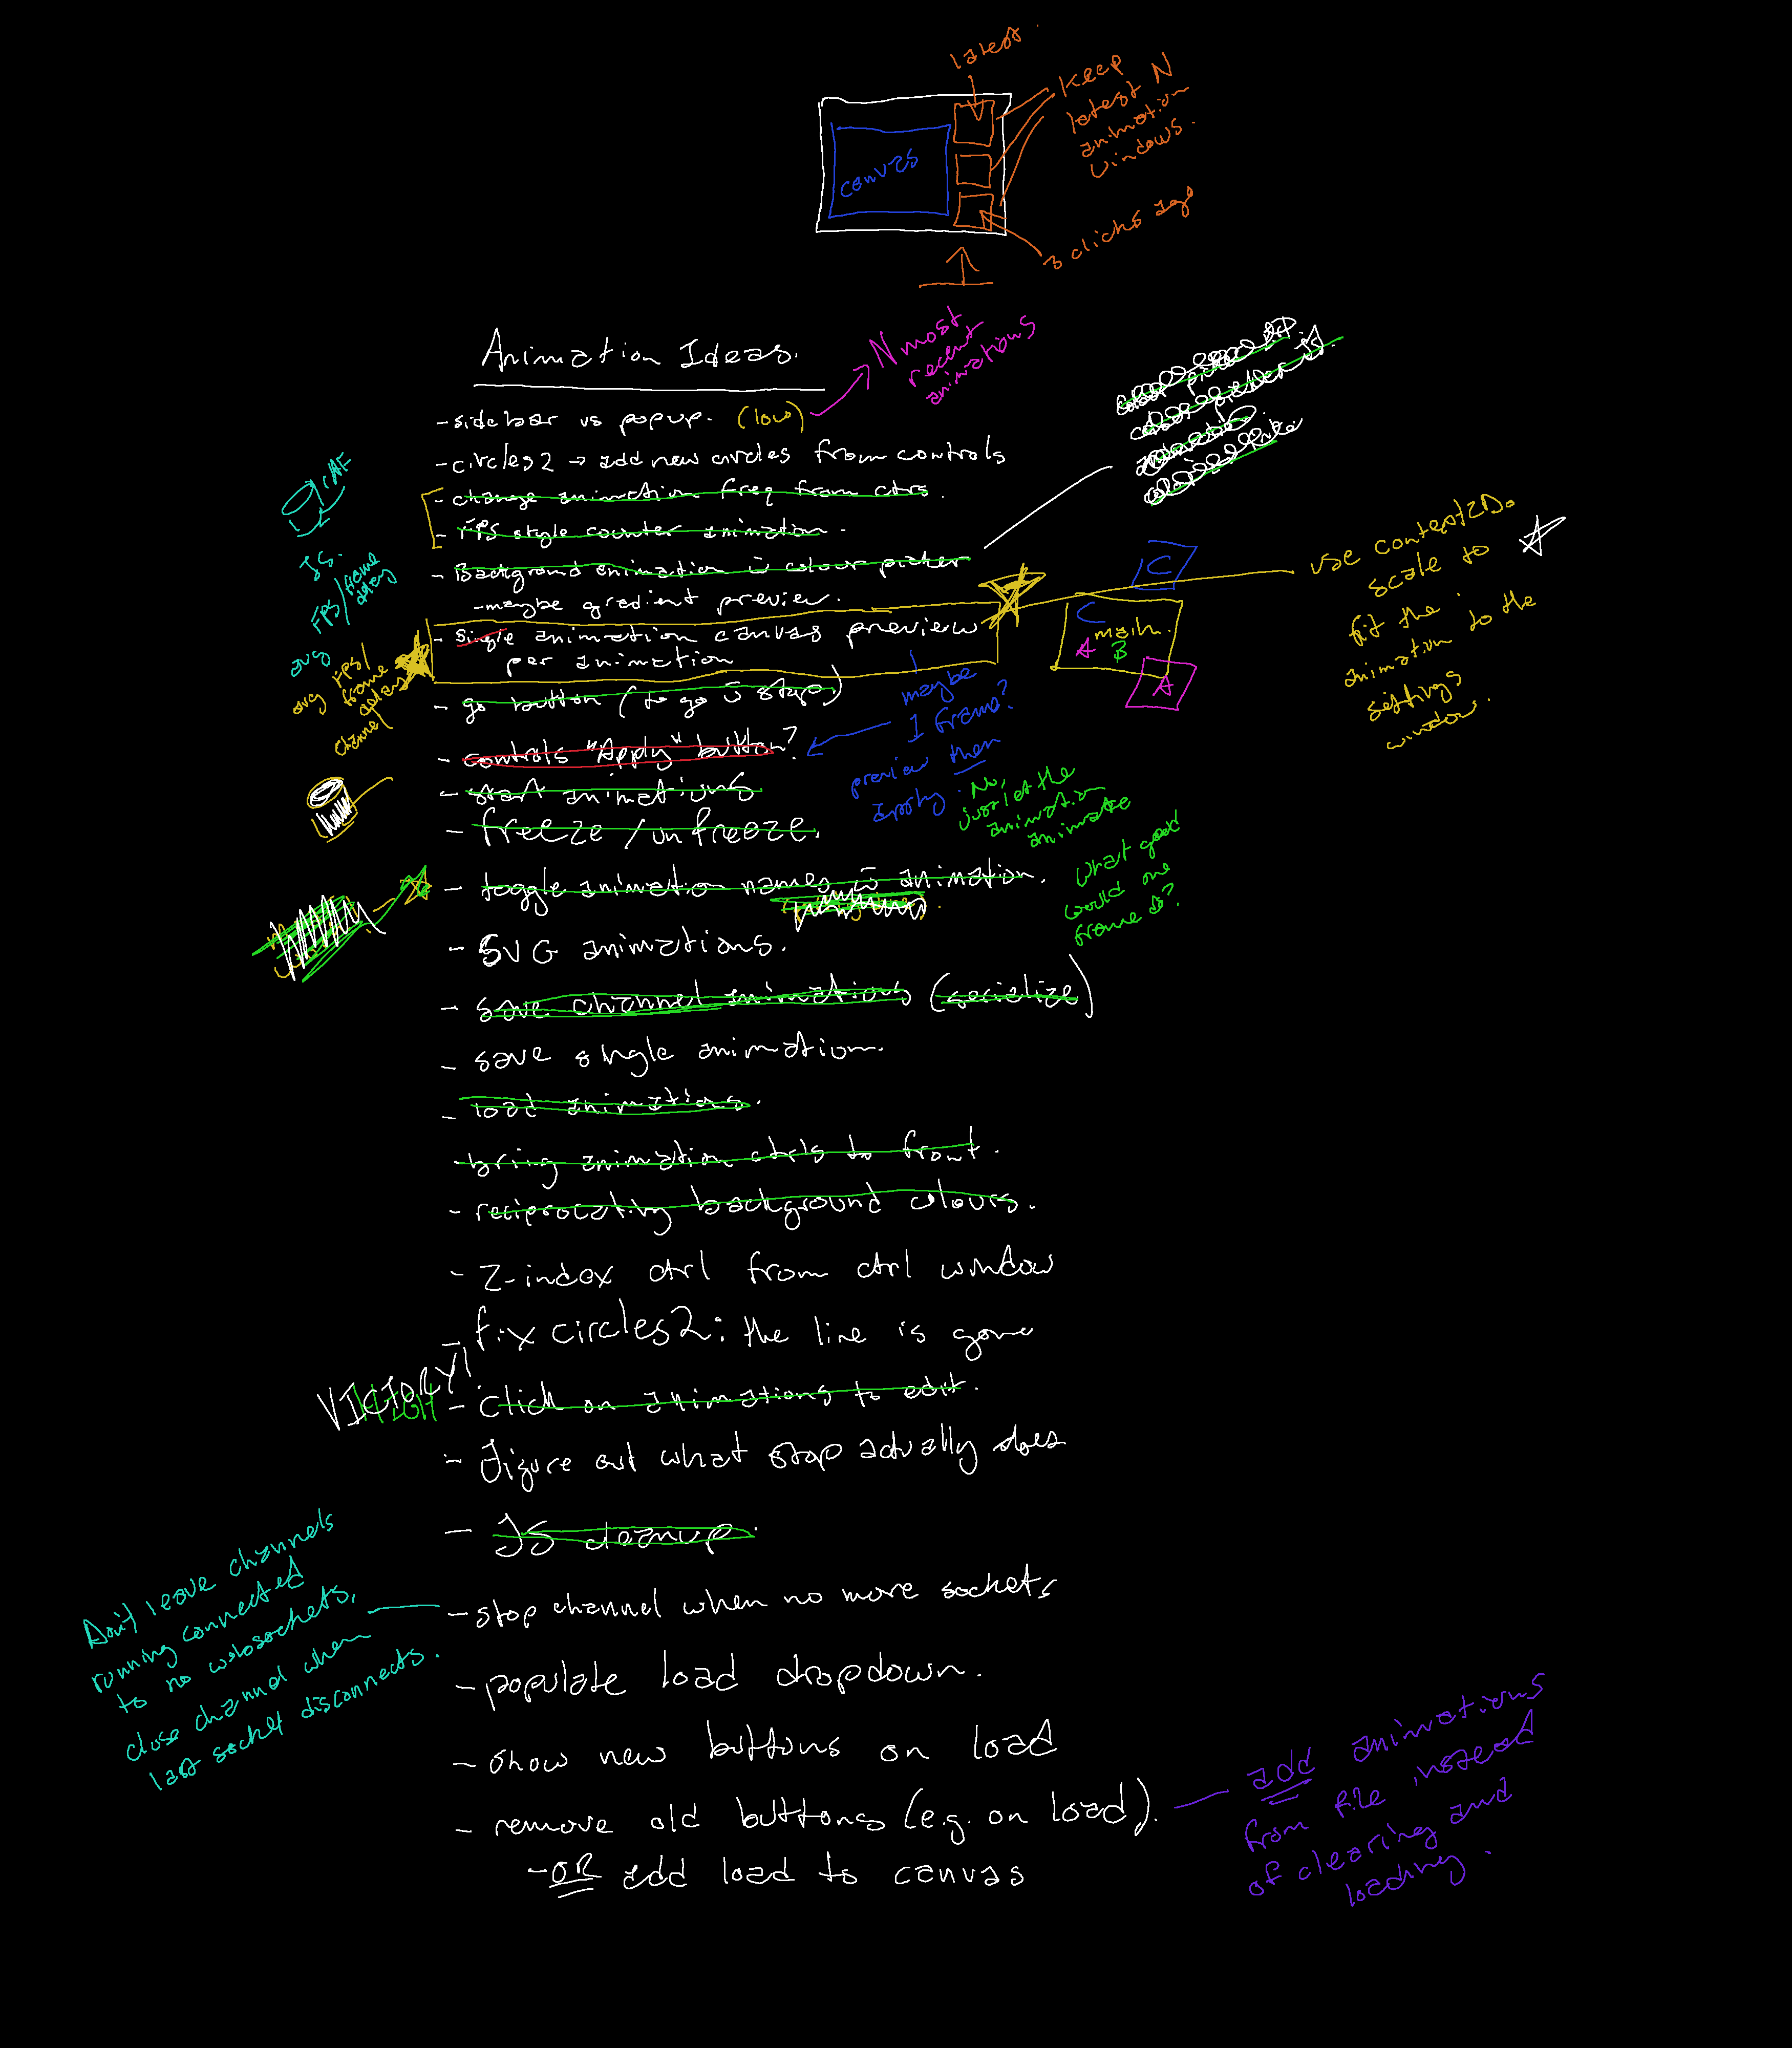 latest.
Keep
latest N
animation
windows.
canvas
3 clicks ago
N most
recent
animations
Animation Ideas.
- sidebar vs popup. (low)
- circles2 → add new circles from controls
- change animation freq from ctrls.
- FPS style counter animation.
- Background animation w colour picker
- maybe gradient preview.
- single animation canvas preview
per animation
- go button (to go w stop)
- controls "Apply" button?
- start animations
- freeze / unfreeze.
- toggle animation names w animation.
- SVG animations.
- save channel animations (serialize)
- save single animation.
- load animations.
- bring animation ctrls to front.
- reciprocating background colours.
- Z-index ctrl from ctrl window
- fix circles2: the line is gone
VICTORY!
- click on animations to edit.
- figure out what stop actually does
- JS cleanup.
- stop channel when no more sockets
- populate load dropdown.
- show new buttons on load
- remove old buttons (e.g. on load).
- OR add load to canvas
JS.
FPS/frame
delay
avg
avg FPS/
frame
delay
channel
use context2D.
scale to
fit the
animation to the
settings
window.
C
C
main.
A B
A
maybe
1 frame?
preview then
apply.
No,
just let the
animation
animate
What good
would one
frame do?
Don't leave channels
running connected
to no websockets.
close channel when
last socket disconnects.
add animations
from file instead
of clearing and
loading.